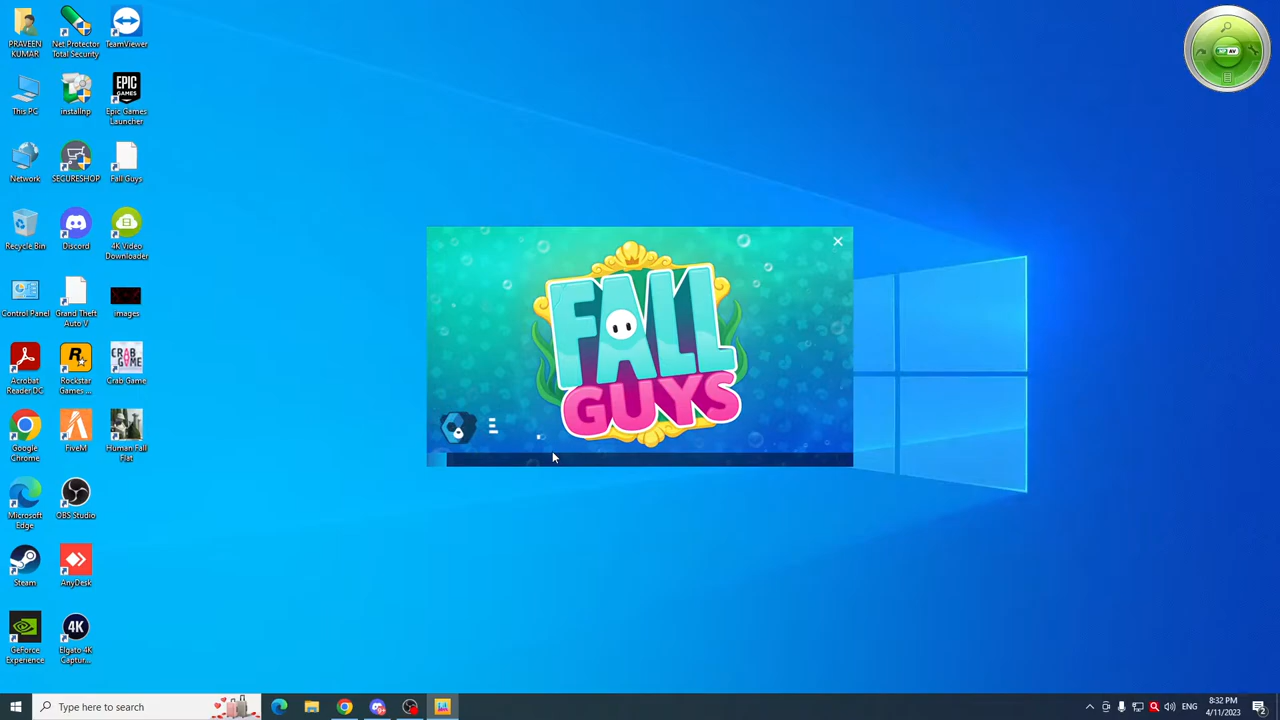 PRAVEEN
KUMAR
Net Protector
Total Security
TeamViewer
This PC
installnp
EPIC
GAMES
Epic Games
Launcher
Network
SECURESHOP
Fall Guys
Recycle Bin
Discord
4K Video
Downloader
Control Panel
Grand Theft
Auto V
images
Acrobat
Reader DC
Rockstar
Games ...
CRAB
GAME
Crab Game
Google
Chrome
FiveM
Human Fall
Flat
Microsoft
Edge
OBS Studio
Steam
AnyDesk
GeForce
Experience
4K
Elgato 4K
Captur...
FALL
GUYS
AV
Type here to search
ENG
8:32 PM
4/11/2023
2